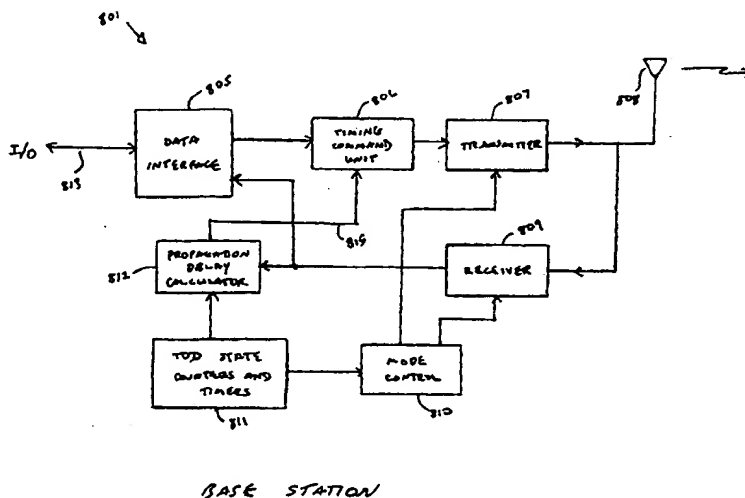 801
805
DATA
INTERFACE
I/O
813
806
TIMING
COMMAND
UNIT
807
TRANSMITTER
808
815
809
RECEIVER
812
PROPAGATION
DELAY
CALCULATOR
TDD STATE
COUNTERS AND
TIMERS
811
MODE
CONTROL
810
BASE STATION